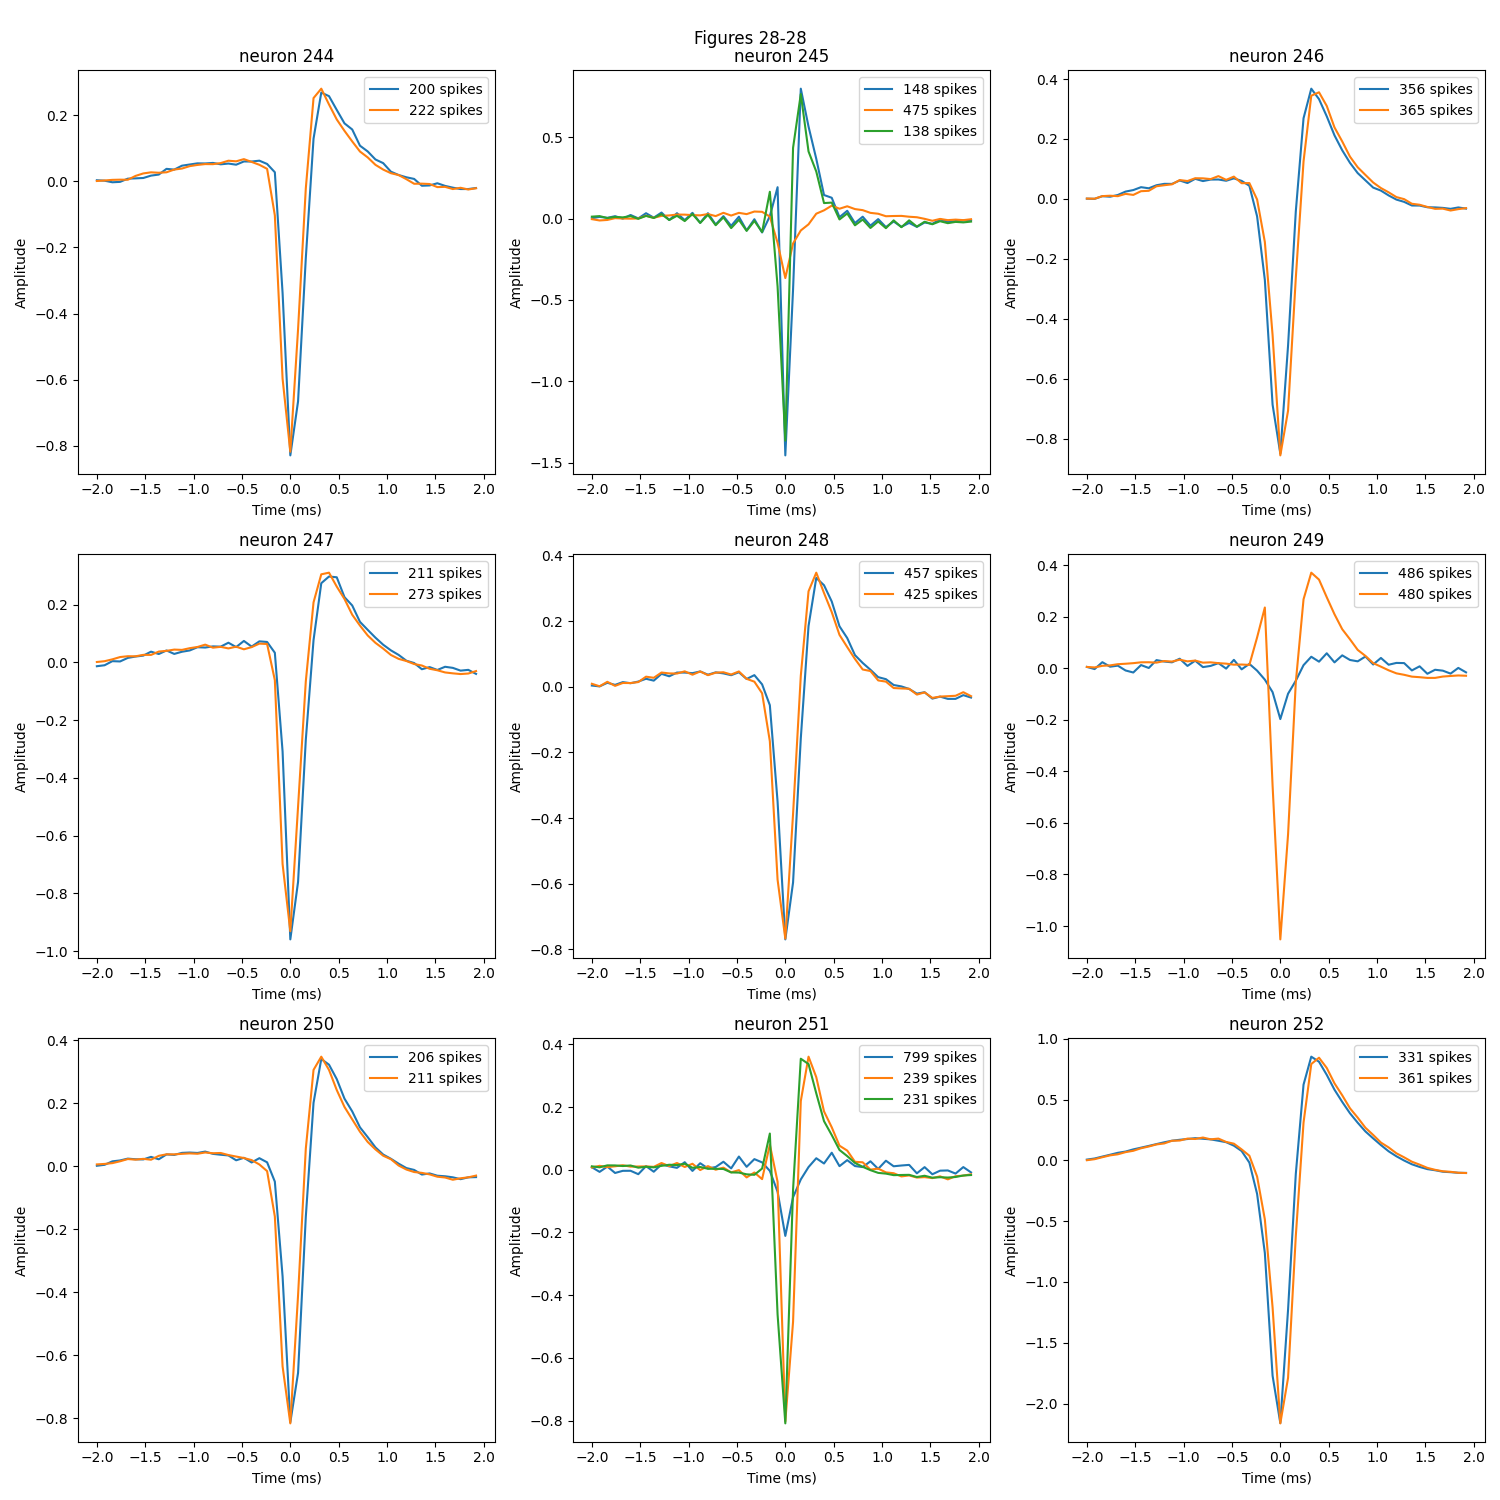 Figures 28-28
neuron 244
200 spikes
222 spikes
Amplitude
0.2
0.0
−0.2
−0.4
−0.6
−0.8
−2.0 −1.5 −1.0 −0.5 0.0 0.5 1.0 1.5 2.0
Time (ms)
neuron 245
148 spikes
475 spikes
138 spikes
Amplitude
0.5
0.0
−0.5
−1.0
−1.5
−2.0 −1.5 −1.0 −0.5 0.0 0.5 1.0 1.5 2.0
Time (ms)
neuron 246
356 spikes
365 spikes
Amplitude
0.4
0.2
0.0
−0.2
−0.4
−0.6
−0.8
−2.0 −1.5 −1.0 −0.5 0.0 0.5 1.0 1.5 2.0
Time (ms)
neuron 247
211 spikes
273 spikes
Amplitude
0.2
0.0
−0.2
−0.4
−0.6
−0.8
−1.0
−2.0 −1.5 −1.0 −0.5 0.0 0.5 1.0 1.5 2.0
Time (ms)
neuron 248
457 spikes
425 spikes
Amplitude
0.4
0.2
0.0
−0.2
−0.4
−0.6
−0.8
−2.0 −1.5 −1.0 −0.5 0.0 0.5 1.0 1.5 2.0
Time (ms)
neuron 249
486 spikes
480 spikes
Amplitude
0.4
0.2
0.0
−0.2
−0.4
−0.6
−0.8
−1.0
−2.0 −1.5 −1.0 −0.5 0.0 0.5 1.0 1.5 2.0
Time (ms)
neuron 250
206 spikes
211 spikes
Amplitude
0.4
0.2
0.0
−0.2
−0.4
−0.6
−0.8
−2.0 −1.5 −1.0 −0.5 0.0 0.5 1.0 1.5 2.0
Time (ms)
neuron 251
799 spikes
239 spikes
231 spikes
Amplitude
0.4
0.2
0.0
−0.2
−0.4
−0.6
−0.8
−2.0 −1.5 −1.0 −0.5 0.0 0.5 1.0 1.5 2.0
Time (ms)
neuron 252
331 spikes
361 spikes
Amplitude
1.0
0.5
0.0
−0.5
−1.0
−1.5
−2.0
−2.0 −1.5 −1.0 −0.5 0.0 0.5 1.0 1.5 2.0
Time (ms)